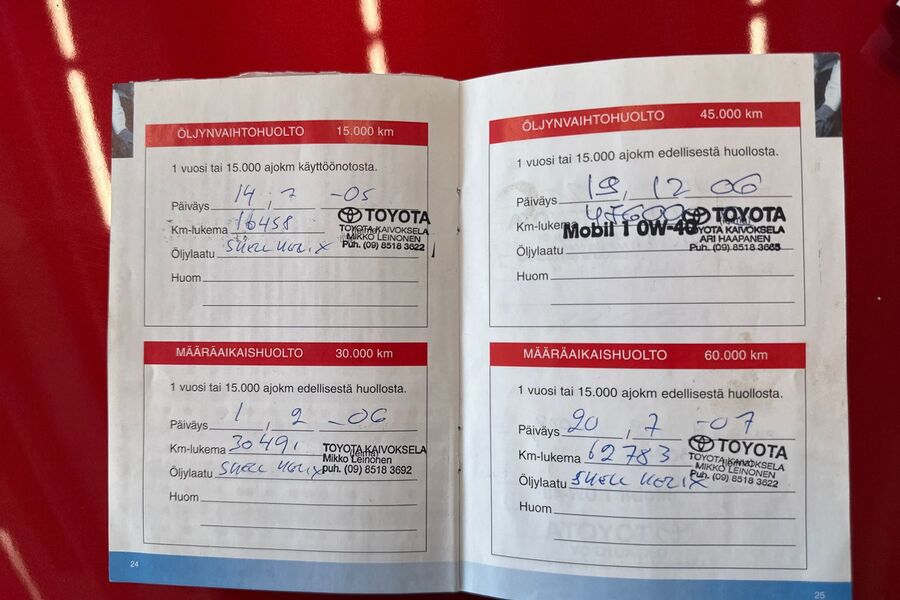 ÖLJYNVAIHTOHUOLTO 15.000 km
1 vuosi tai 15.000 ajokm käyttöönotosta.
Päiväys 14 , 7 -05
Km-lukema 16458
Öljylaatu SHELL HELIX
Huom
TOYOTA
TOYOTA KAIVOKSELA
MIKKO LEINONEN
Puh. (09) 8518 3622
MÄÄRÄAIKAISHUOLTO 30.000 km
1 vuosi tai 15.000 ajokm edellisestä huollosta.
Päiväys 1 , 2 -06
Km-lukema 30491
Öljylaatu SHELL HELIX
Huom
TOYOTA KAIVOKSELA
Mikko Leinonen
puh. (09) 8518 3692
24
ÖLJYNVAIHTOHUOLTO 45.000 km
1 vuosi tai 15.000 ajokm edellisestä huollosta.
Päiväys 19, 12 06
Km-lukema
Mobil 1 0W-40
Öljylaatu
Huom
TOYOTA
TOYOTA KAIVOKSELA
ARI HAAPANEN
Puh. (09) 8518 3665
MÄÄRÄAIKAISHUOLTO 60.000 km
1 vuosi tai 15.000 ajokm edellisestä huollosta.
Päiväys 20 , 7 -07
Km-lukema 62783
Öljylaatu SHELL HELIX
Huom
TOYOTA
TOYOTA KAIVOKSELA
MIKKO LEINONEN
Puh. (09) 8518 3622
25